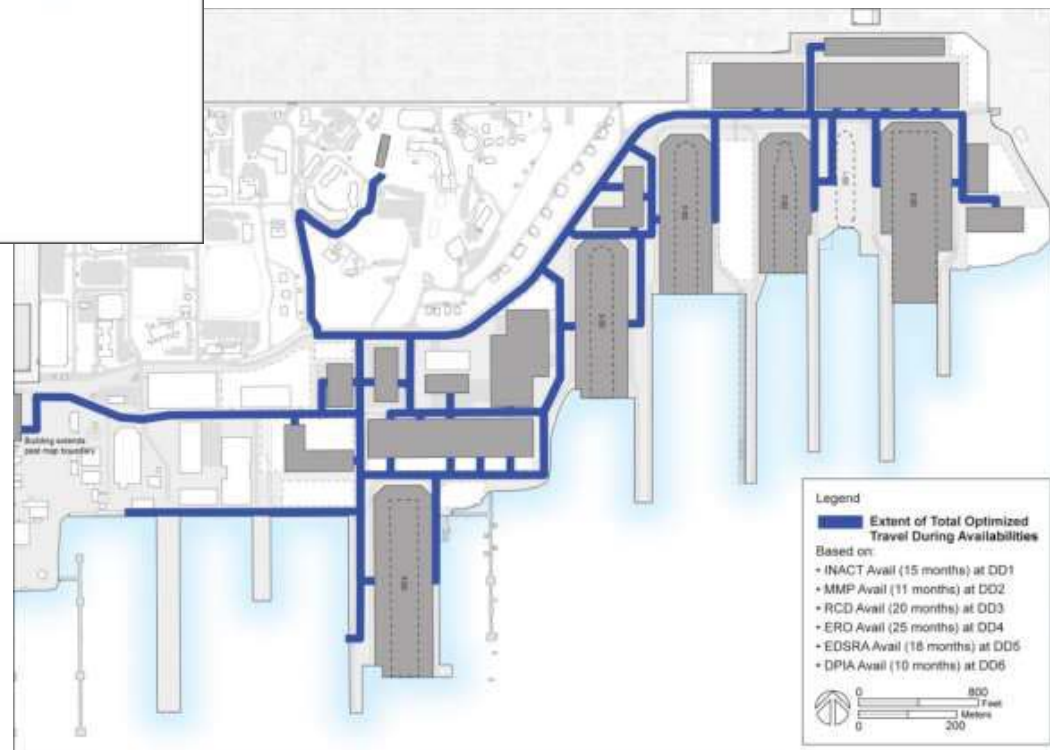 Building extends
past map boundary
Legend
Extent of Total Optimized
Travel During Availabilities
Based on:
• INACT Avail (15 months) at DD1
• MMP Avail (11 months) at DD2
• RCD Avail (20 months) at DD3
• ERO Avail (25 months) at DD4
• EDSRA Avail (18 months) at DD5
• DPIA Avail (10 months) at DD6
0 800
Feet
Meters
0 200